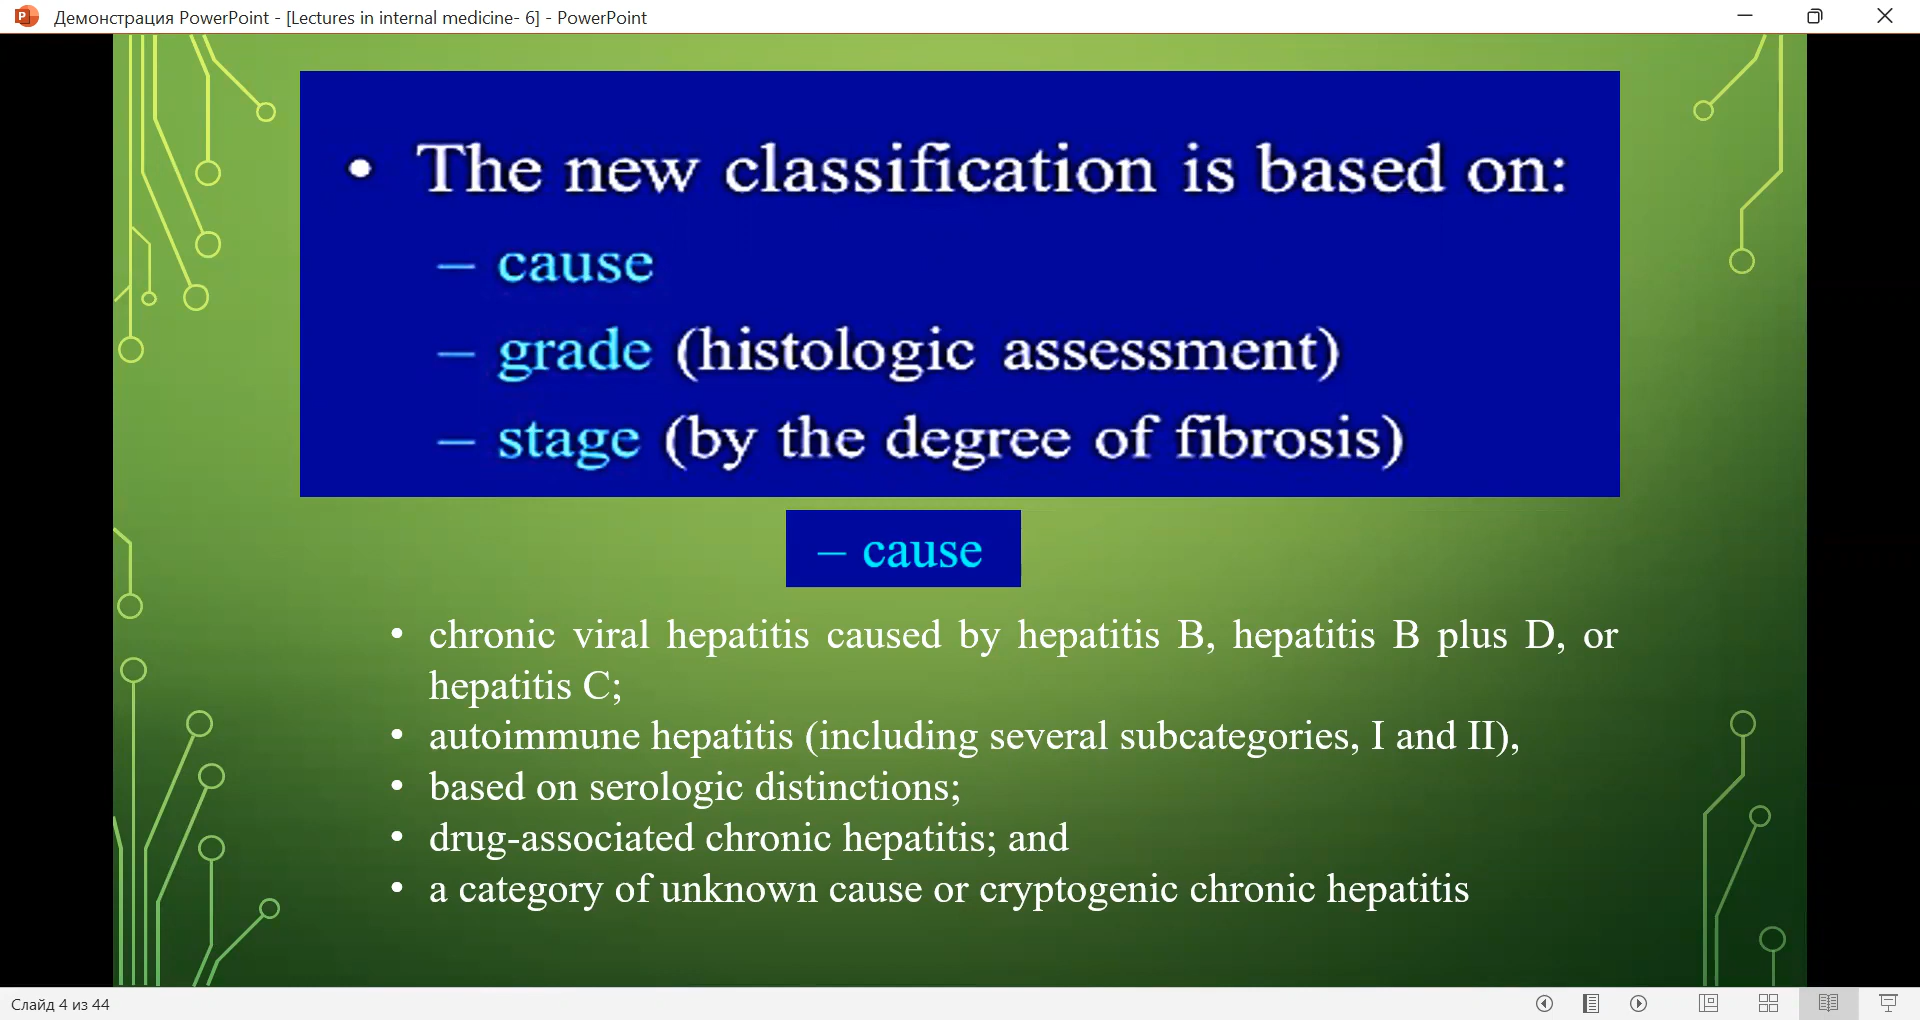 Демонстрация PowerPoint - [Lectures in internal medicine- 6] - PowerPoint
• The new classification is based on:
– cause
– grade (histologic assessment)
– stage (by the degree of fibrosis)
– cause
• chronic viral hepatitis caused by hepatitis B, hepatitis B plus D, or
hepatitis C;
• autoimmune hepatitis (including several subcategories, I and II),
• based on serologic distinctions;
• drug-associated chronic hepatitis; and
• a category of unknown cause or cryptogenic chronic hepatitis
Слайд 4 из 44